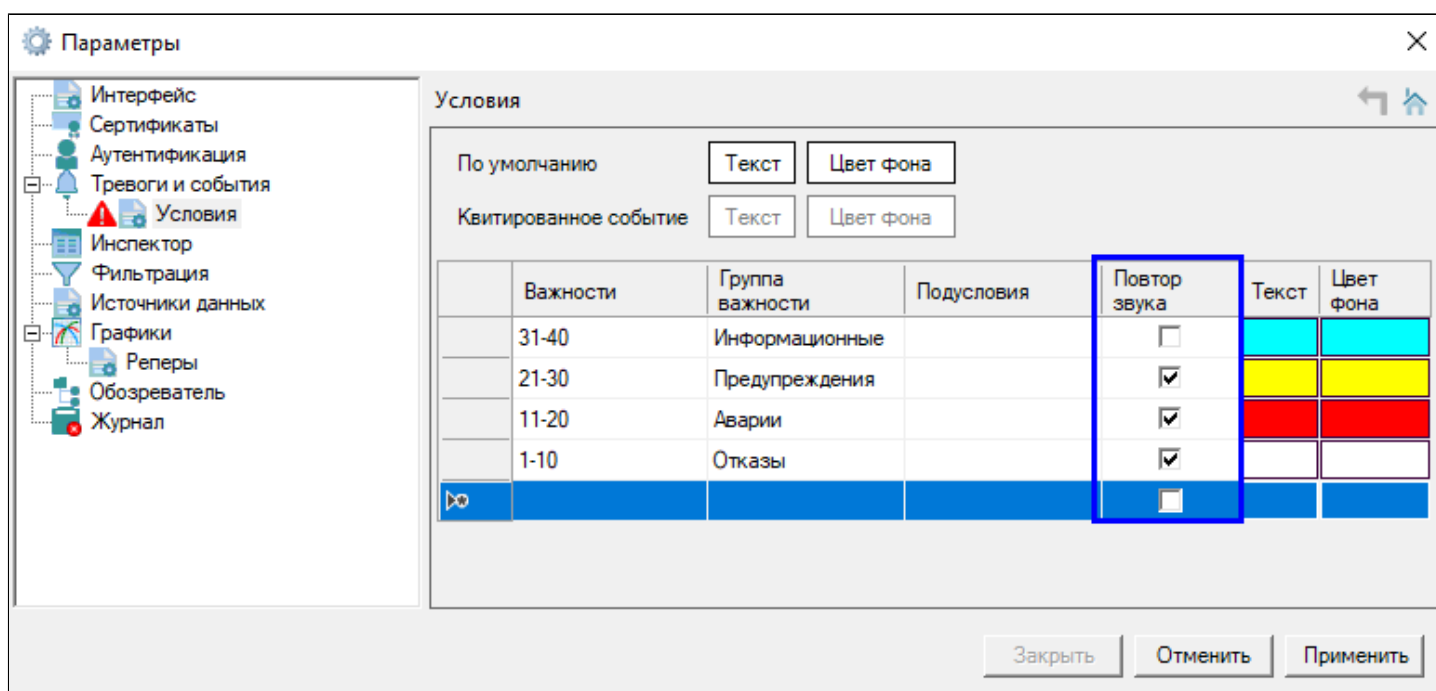 Параметры
Интерфейс
Сертификаты
Аутентификация
Тревоги и события
Условия
Инспектор
Фильтрация
Источники данных
Графики
Реперы
Обозреватель
Журнал
Условия
По умолчанию Текст Цвет фона
Квитированное событие Текст Цвет фона
Важности Группа важности Подусловия Повтор звука Текст Цвет фона
31-40 Информационные
21-30 Предупреждения
11-20 Аварии
1-10 Отказы
Закрыть Отменить Применить